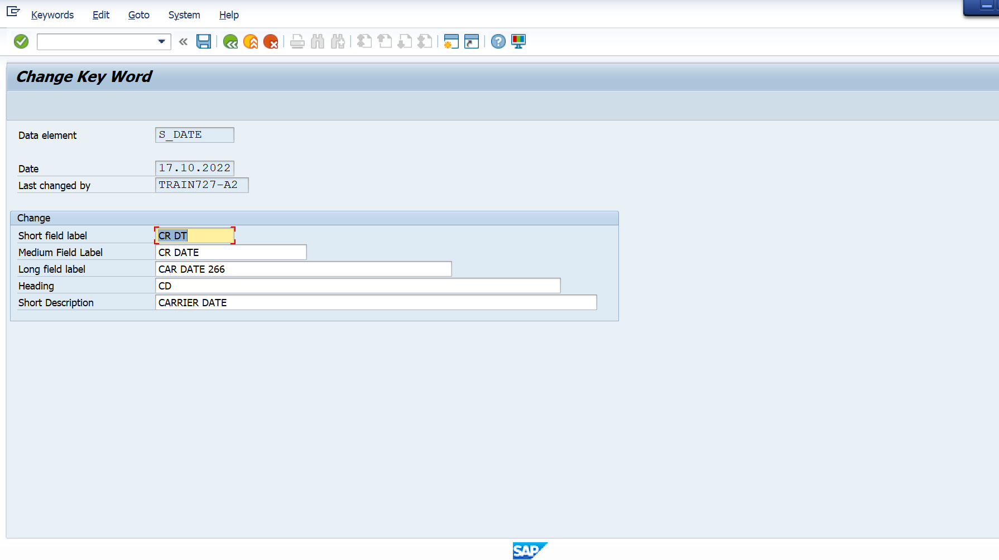 Keywords Edit Goto System Help
Change Key Word
Data element S_DATE
Date 17.10.2022
Last changed by TRAIN727-A2
Change
Short field label CR DT
Medium Field Label CR DATE
Long field label CAR DATE 266
Heading CD
Short Description CARRIER DATE
SAP